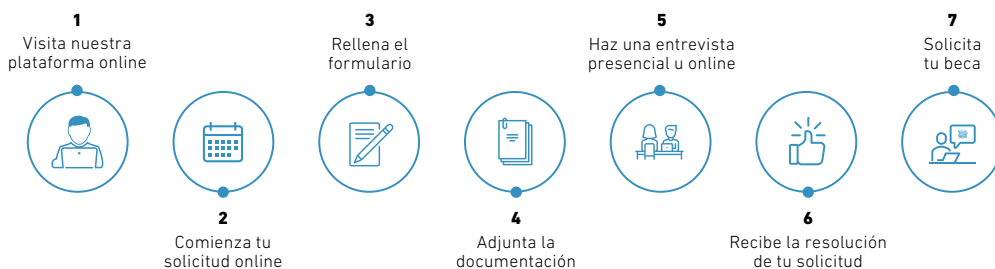 1
Visita nuestra
plataforma online
2
Comienza tu
solicitud online
3
Rellena el
formulario
4
Adjunta la
documentación
5
Haz una entrevista
presencial u online
6
Recibe la resolución
de tu solicitud
7
Solicita
tu beca